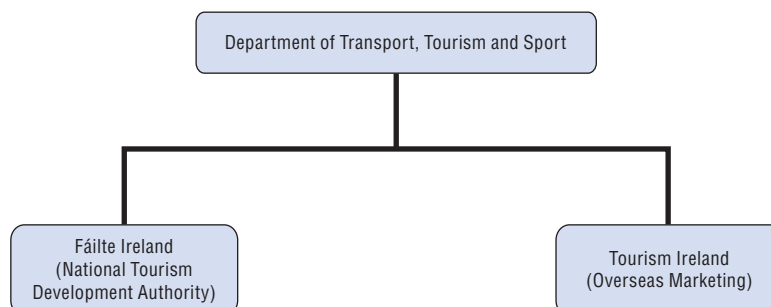 Department of Transport, Tourism and Sport
Fáilte Ireland
(National Tourism
Development Authority)
Tourism Ireland
(Overseas Marketing)